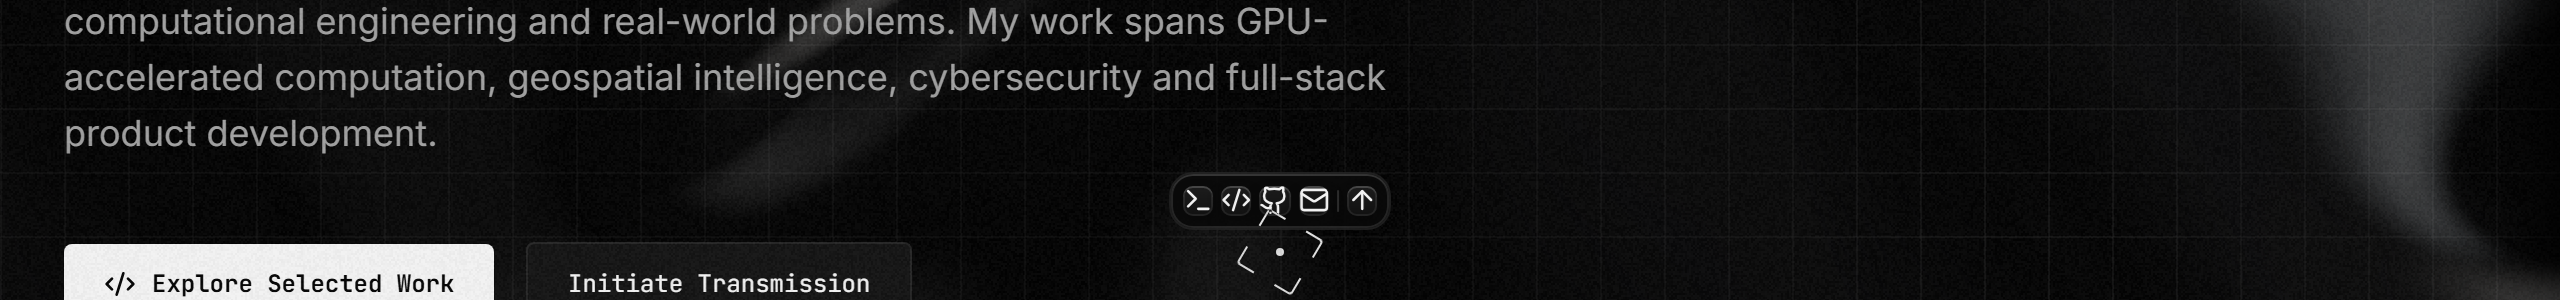 computational engineering and real-world problems. My work spans GPU-
accelerated computation, geospatial intelligence, cybersecurity and full-stack
product development.
</> Explore Selected Work
Initiate Transmission